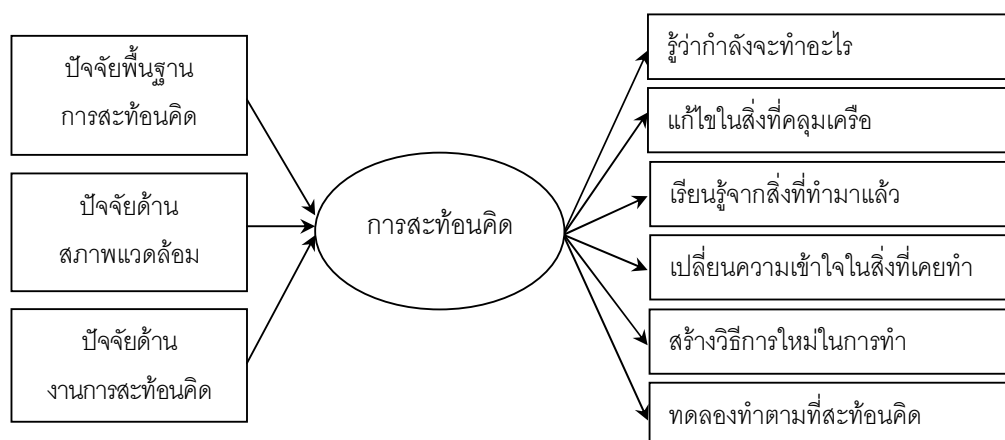 ปัจจัยพื้นฐาน
การสะท้อนคิด
ปัจจัยด้าน
สภาพแวดล้อม
ปัจจัยด้าน
งานการสะท้อนคิด
การสะท้อนคิด
รู้ว่ากำลังจะทำอะไร
แก้ไขในสิ่งที่คลุมเครือ
เรียนรู้จากสิ่งที่ทำมาแล้ว
เปลี่ยนความเข้าใจในสิ่งที่เคยทำ
สร้างวิธีการใหม่ในการทำ
ทดลองทำตามที่สะท้อนคิด